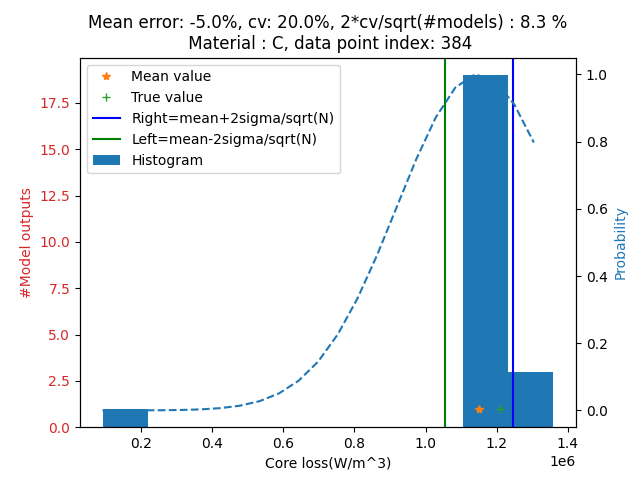 Mean error: -5.0%, cv: 20.0%, 2*cv/sqrt(#models) : 8.3 %
Material : C, data point index: 384
Mean value
True value
Right=mean+2sigma/sqrt(N)
Left=mean-2sigma/sqrt(N)
Histogram
#Model outputs
17.5
15.0
12.5
10.0
7.5
5.0
2.5
0.0
1.0
0.8
0.6
0.4
0.2
0.0
Probability
0.2 0.4 0.6 0.8 1.0 1.2 1.4
1e6
Core loss(W/m^3)